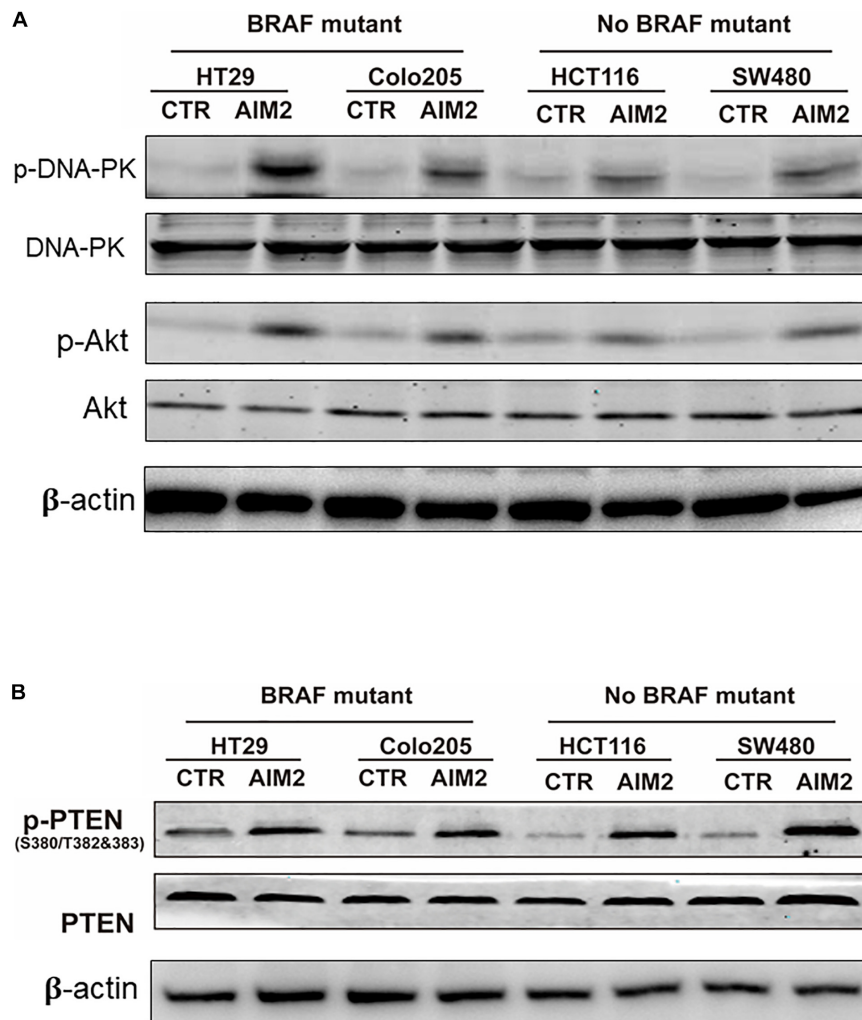 A
BRAF mutant No BRAF mutant
HT29 Colo205 HCT116 SW480
CTR AIM2 CTR AIM2 CTR AIM2 CTR AIM2
p-DNA-PK
DNA-PK
p-Akt
Akt
β-actin
B
BRAF mutant No BRAF mutant
HT29 Colo205 HCT116 SW480
CTR AIM2 CTR AIM2 CTR AIM2 CTR AIM2
p-PTEN
(S380/T382&383)
PTEN
β-actin